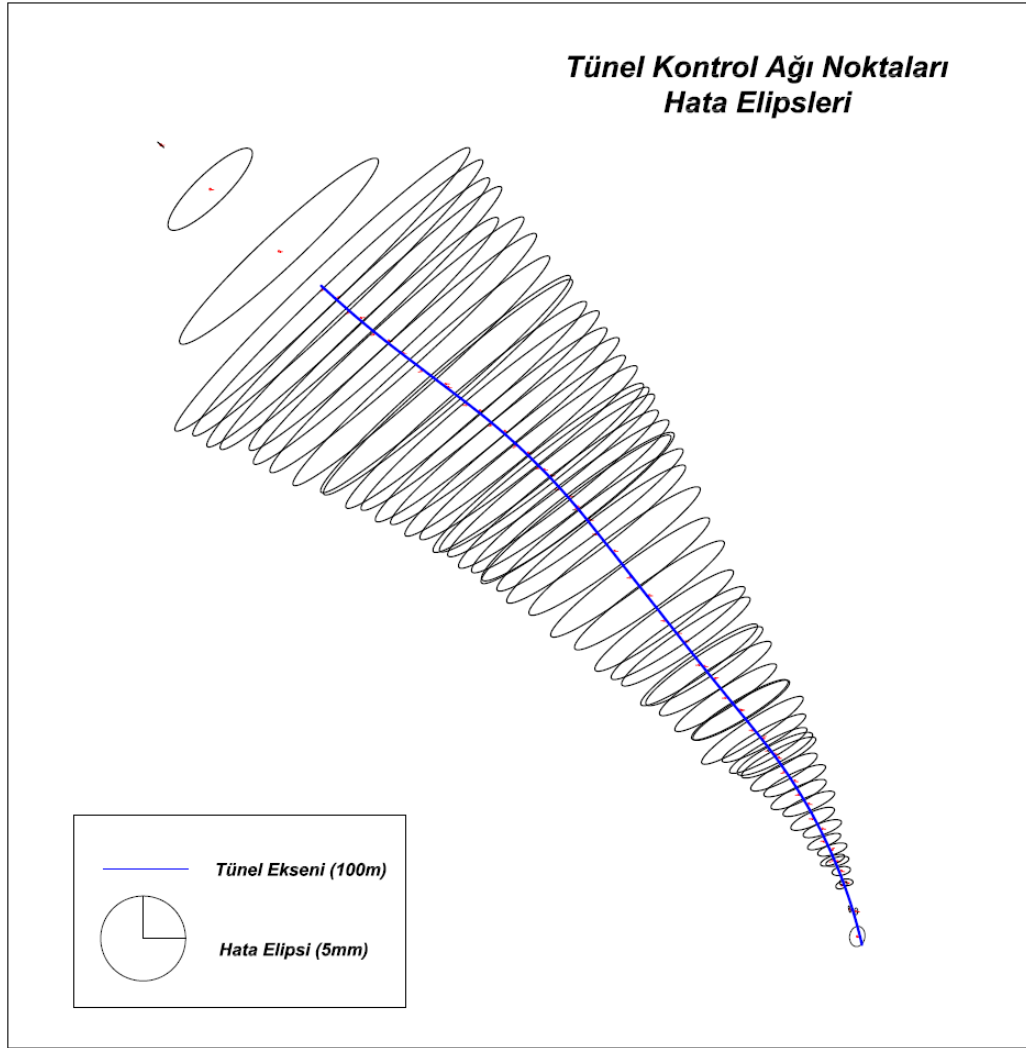 Tünel Kontrol Ağı Noktaları
Hata Elipsleri
Tünel Ekseni (100m)
Hata Elipsi (5mm)